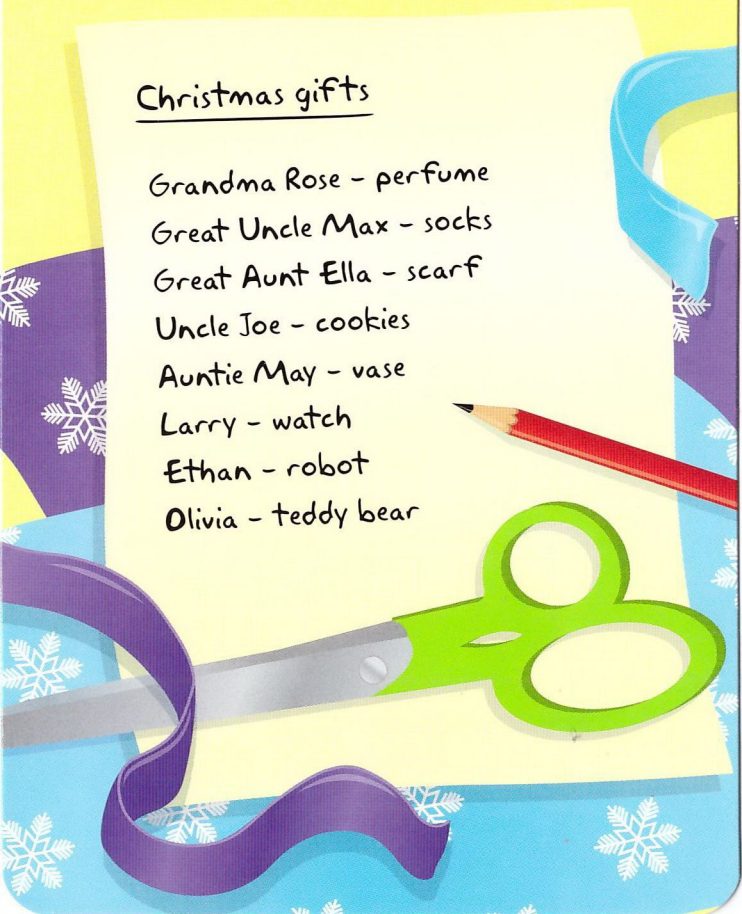 Christmas gifts
Grandma Rose - perfume
Great Uncle Max - socks
Great Aunt Ella - scarf
Uncle Joe - cookies
Auntie May - vase
Larry - watch
Ethan - robot
Olivia - teddy bear